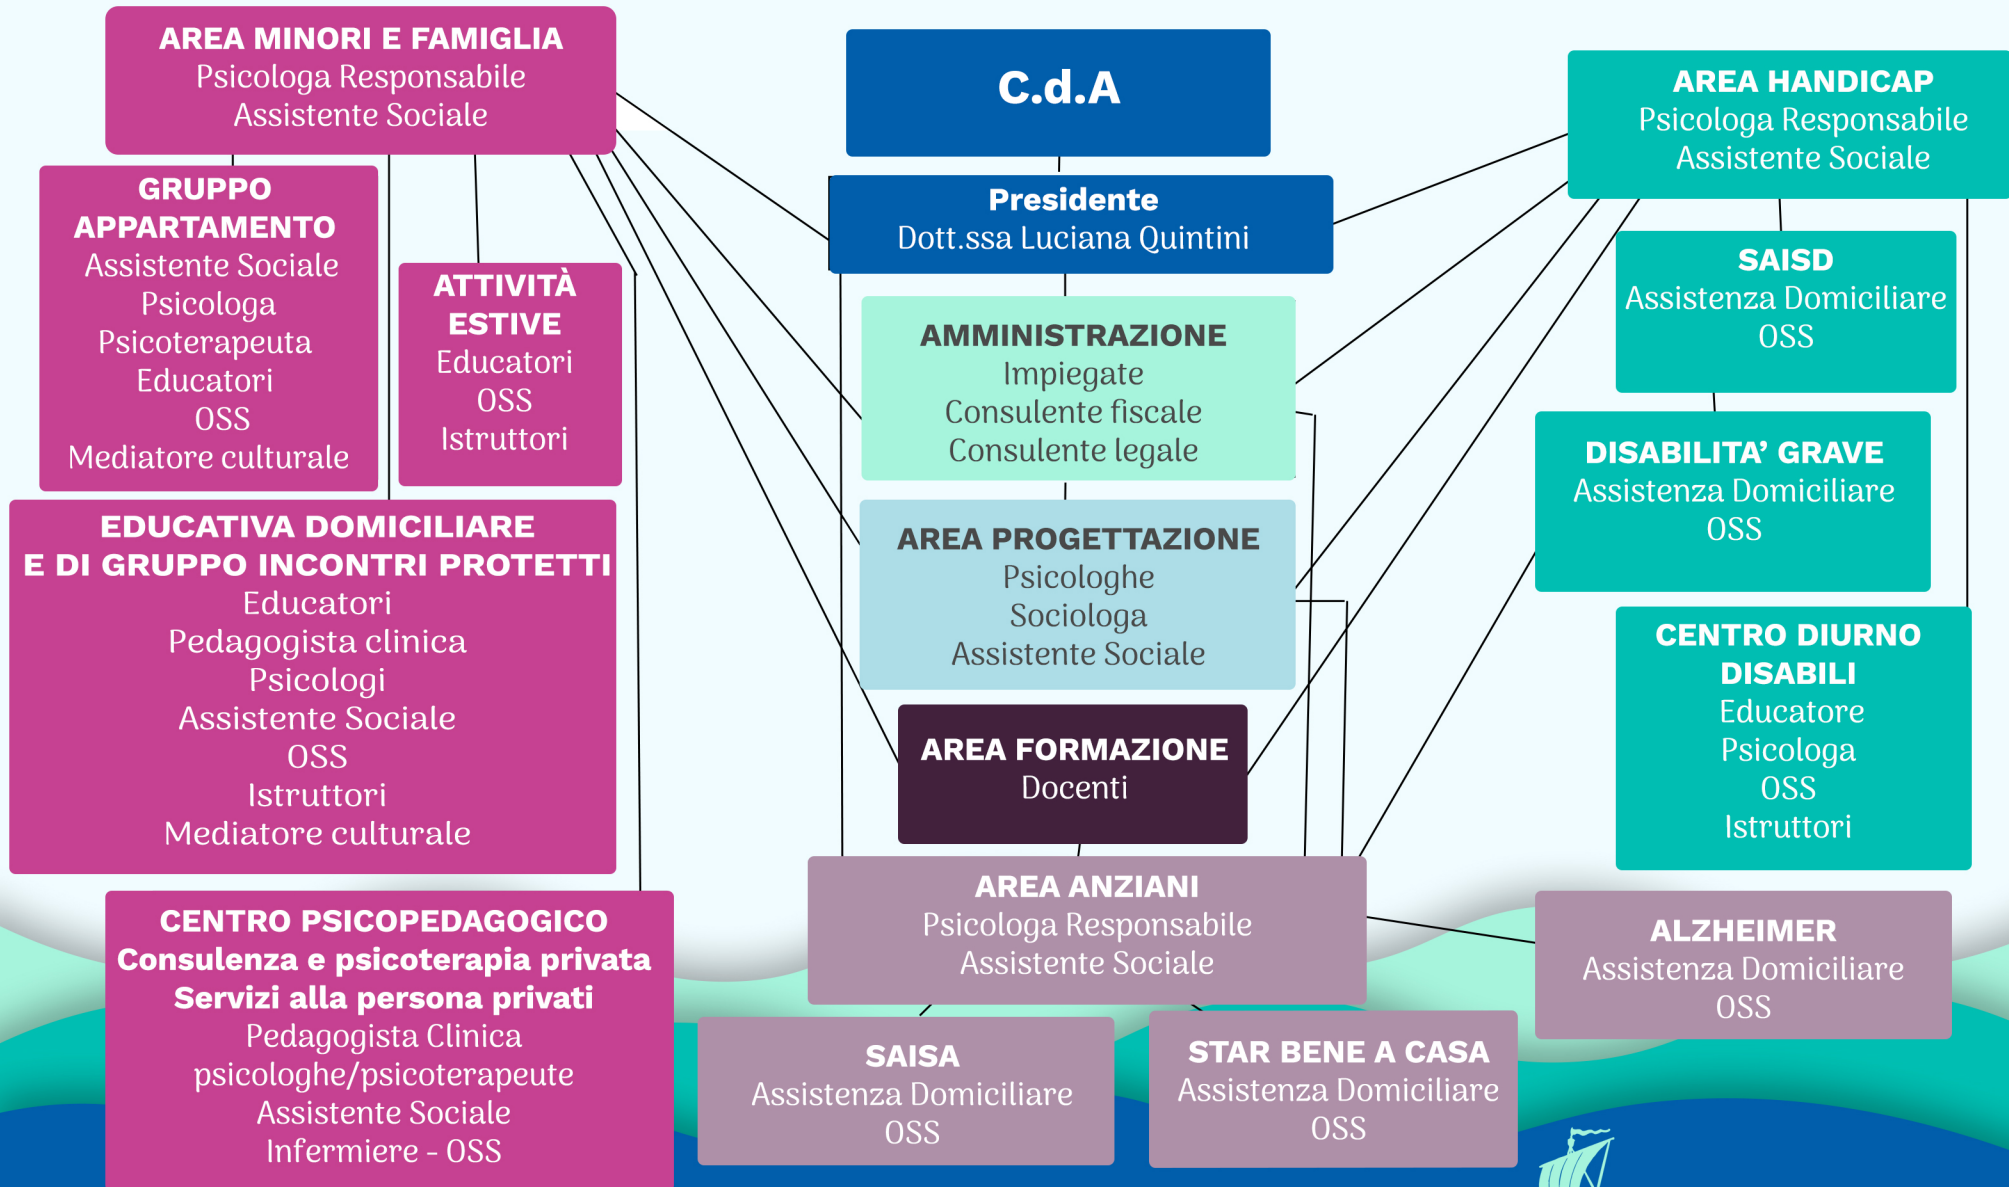 AREA MINORI E FAMIGLIA
Psicologa Responsabile
Assistente Sociale
C.d.A
AREA HANDICAP
Psicologa Responsabile
Assistente Sociale
Presidente
Dott.ssa Luciana Quintini
GRUPPO
APPARTAMENTO
Assistente Sociale
Psicologa
Psicoterapeuta
Educatori
OSS
Mediatore culturale
ATTIVITÀ
ESTIVE
Educatori
OSS
Istruttori
AMMINISTRAZIONE
Impiegate
Consulente fiscale
Consulente legale
SAISD
Assistenza Domiciliare
OSS
DISABILITA’ GRAVE
Assistenza Domiciliare
OSS
EDUCATIVA DOMICILIARE
E DI GRUPPO INCONTRI PROTETTI
Educatori
Pedagogista clinica
Psicologi
Assistente Sociale
OSS
Istruttori
Mediatore culturale
AREA PROGETTAZIONE
Psicologhe
Sociologa
Assistente Sociale
CENTRO DIURNO
DISABILI
Educatore
Psicologa
OSS
Istruttori
AREA FORMAZIONE
Docenti
AREA ANZIANI
Psicologa Responsabile
Assistente Sociale
CENTRO PSICOPEDAGOGICO
Consulenza e psicoterapia privata
Servizi alla persona privati
Pedagogista Clinica
psicologhe/psicoterapeute
Assistente Sociale
Infermiere - OSS
ALZHEIMER
Assistenza Domiciliare
OSS
SAISA
Assistenza Domiciliare
OSS
STAR BENE A CASA
Assistenza Domiciliare
OSS